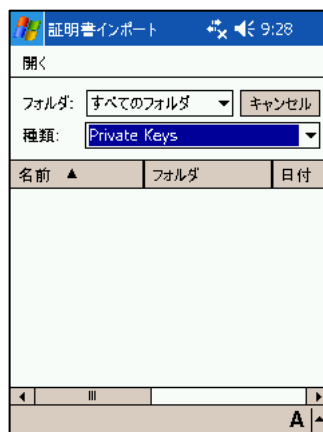 証明書インポート 9:28
開く
フォルダ: すべてのフォルダ キャンセル
種類: Private Keys
名前 ▲ フォルダ 日付
A